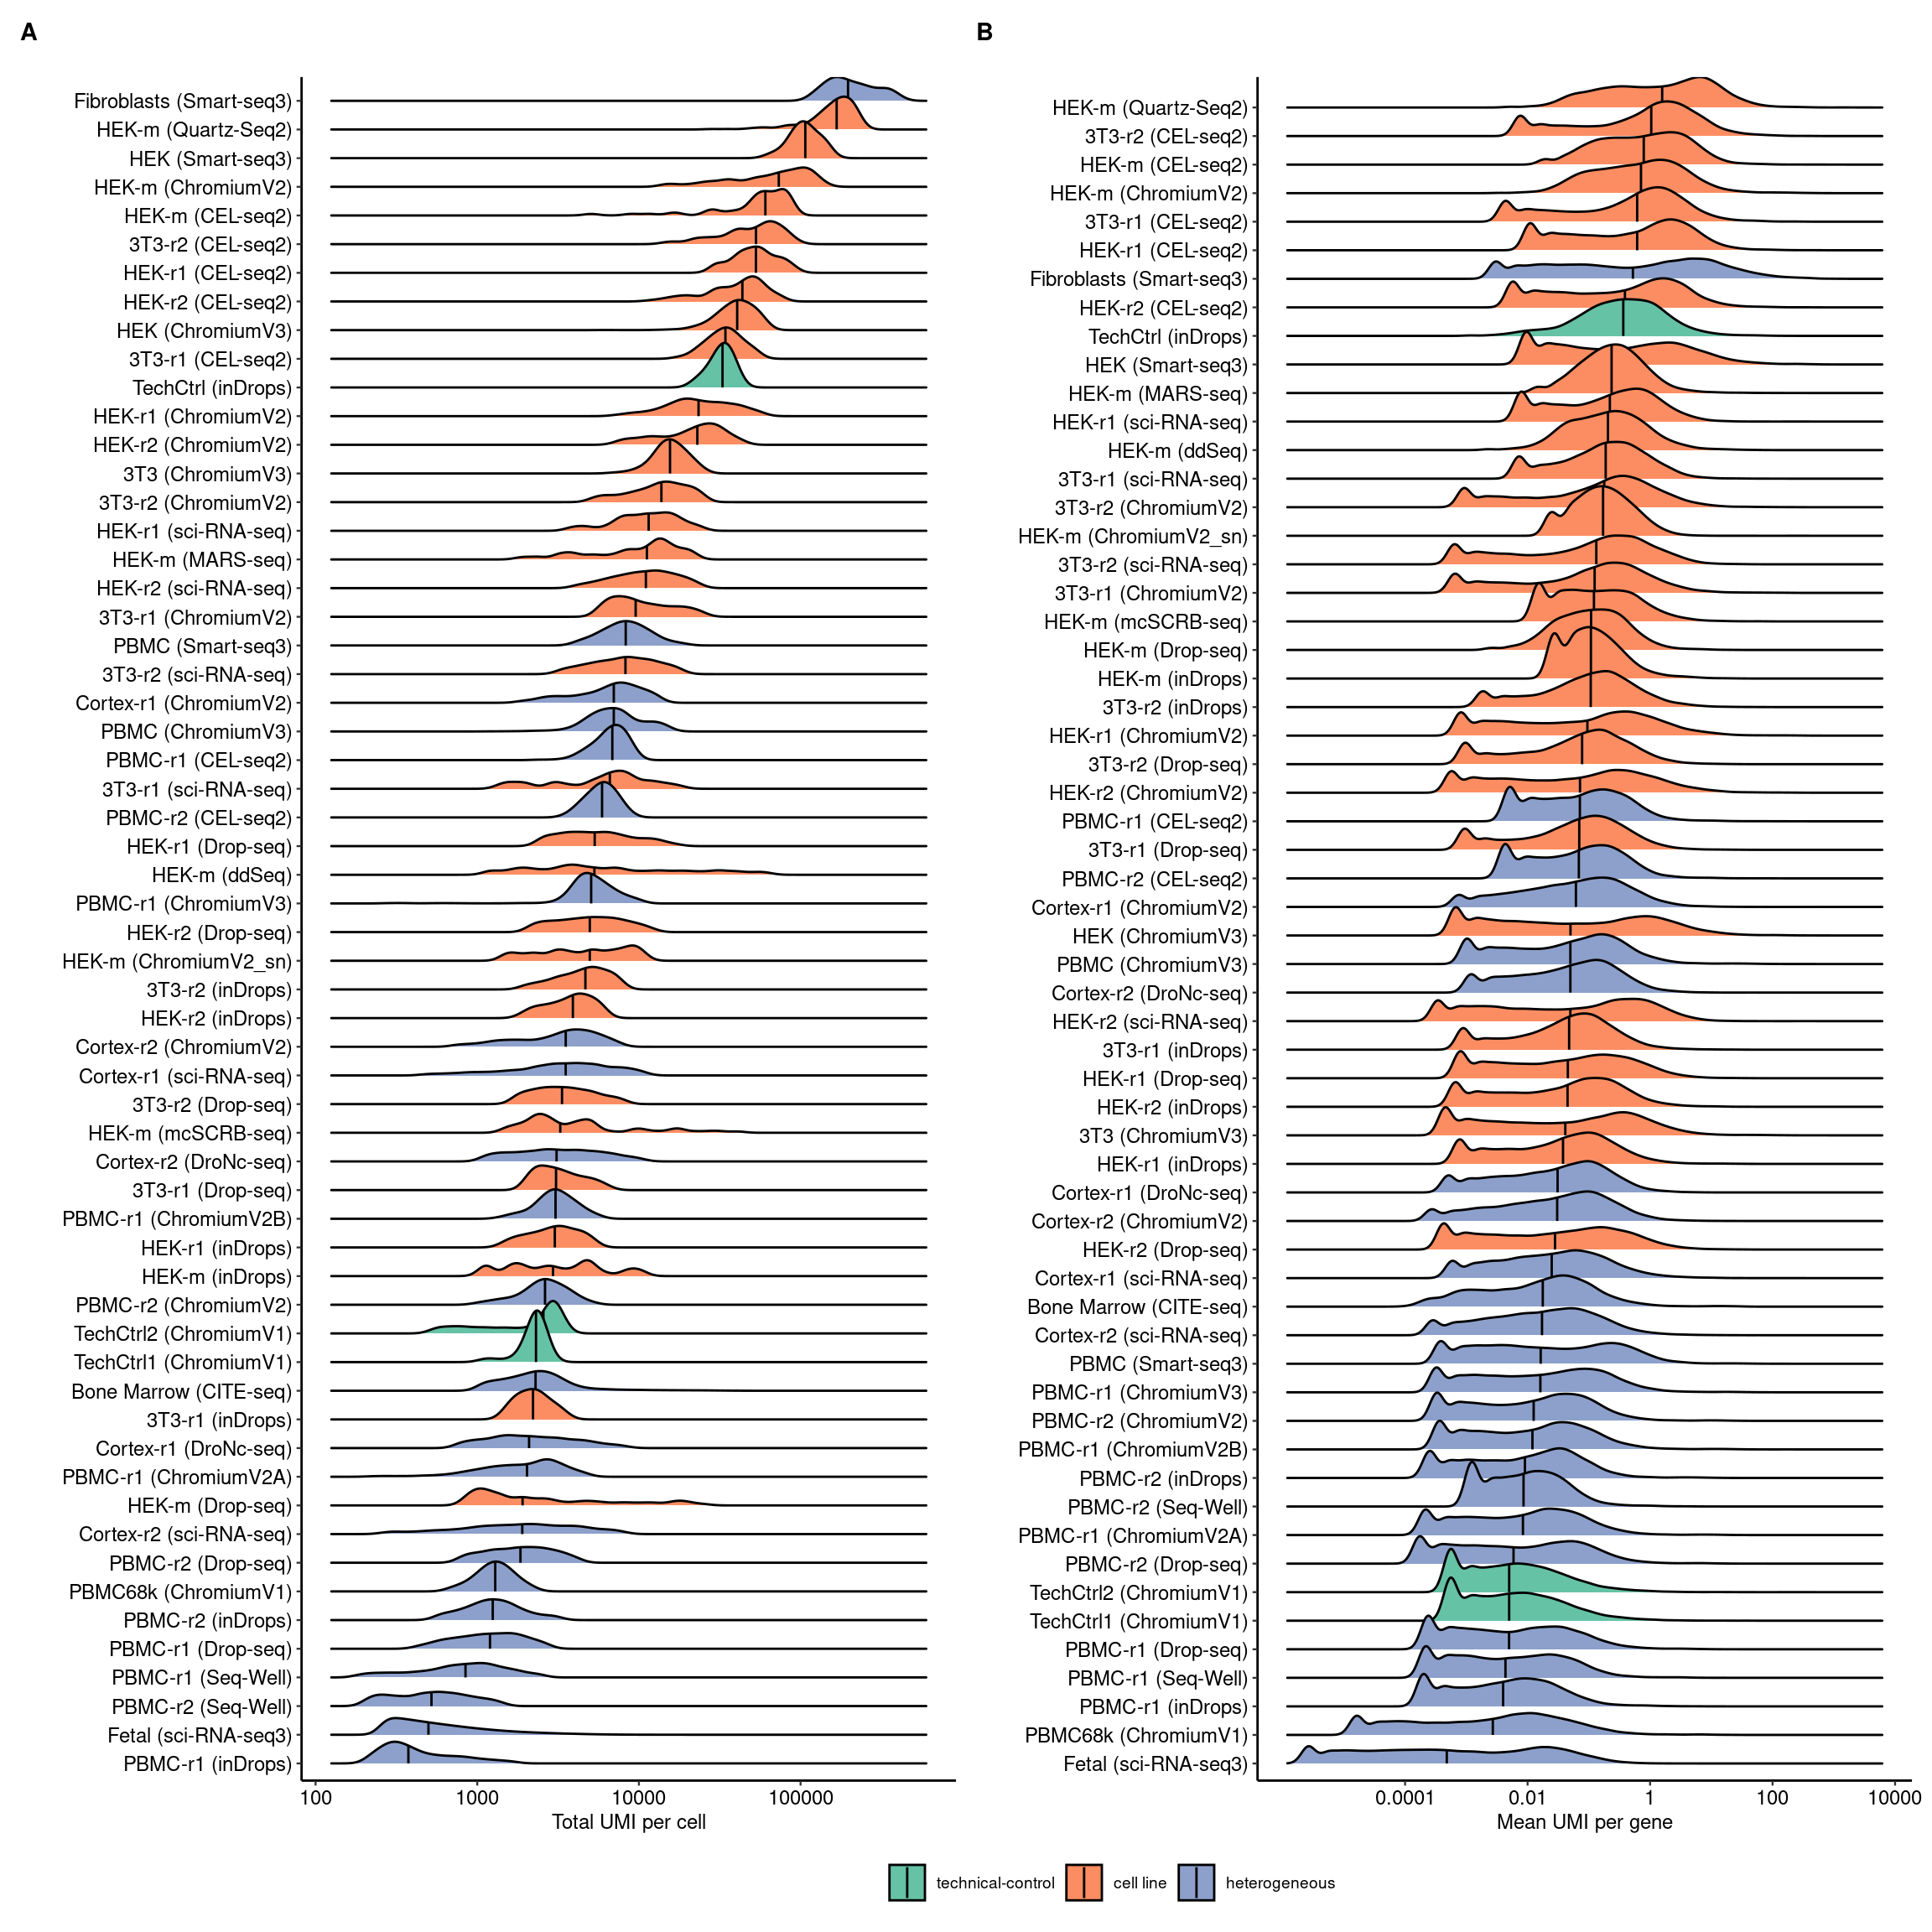 A
Fibroblasts (Smart-seq3)
HEK-m (Quartz-Seq2)
HEK (Smart-seq3)
HEK-m (ChromiumV2)
HEK-m (CEL-seq2)
3T3-r2 (CEL-seq2)
HEK-r1 (CEL-seq2)
HEK-r2 (CEL-seq2)
HEK (ChromiumV3)
3T3-r1 (CEL-seq2)
TechCtrl (inDrops)
HEK-r1 (ChromiumV2)
HEK-r2 (ChromiumV2)
3T3 (ChromiumV3)
3T3-r2 (ChromiumV2)
HEK-r1 (sci-RNA-seq)
HEK-m (MARS-seq)
HEK-r2 (sci-RNA-seq)
3T3-r1 (ChromiumV2)
PBMC (Smart-seq3)
3T3-r2 (sci-RNA-seq)
Cortex-r1 (ChromiumV2)
PBMC (ChromiumV3)
PBMC-r1 (CEL-seq2)
3T3-r1 (sci-RNA-seq)
PBMC-r2 (CEL-seq2)
HEK-r1 (Drop-seq)
HEK-m (ddSeq)
PBMC-r1 (ChromiumV3)
HEK-r2 (Drop-seq)
HEK-m (ChromiumV2_sn)
3T3-r2 (inDrops)
HEK-r2 (inDrops)
Cortex-r2 (ChromiumV2)
Cortex-r1 (sci-RNA-seq)
3T3-r2 (Drop-seq)
HEK-m (mcSCRB-seq)
Cortex-r2 (DroNc-seq)
3T3-r1 (Drop-seq)
PBMC-r1 (ChromiumV2B)
HEK-r1 (inDrops)
HEK-m (inDrops)
PBMC-r2 (ChromiumV2)
TechCtrl2 (ChromiumV1)
TechCtrl1 (ChromiumV1)
Bone Marrow (CITE-seq)
3T3-r1 (inDrops)
Cortex-r1 (DroNc-seq)
PBMC-r1 (ChromiumV2A)
HEK-m (Drop-seq)
Cortex-r2 (sci-RNA-seq)
PBMC-r2 (Drop-seq)
PBMC68k (ChromiumV1)
PBMC-r2 (inDrops)
PBMC-r1 (Drop-seq)
PBMC-r1 (Seq-Well)
PBMC-r2 (Seq-Well)
Fetal (sci-RNA-seq3)
PBMC-r1 (inDrops)
100 1000 10000 100000
Total UMI per cell
B
HEK-m (Quartz-Seq2)
3T3-r2 (CEL-seq2)
HEK-m (CEL-seq2)
HEK-m (ChromiumV2)
3T3-r1 (CEL-seq2)
HEK-r1 (CEL-seq2)
Fibroblasts (Smart-seq3)
HEK-r2 (CEL-seq2)
TechCtrl (inDrops)
HEK (Smart-seq3)
HEK-m (MARS-seq)
HEK-r1 (sci-RNA-seq)
HEK-m (ddSeq)
3T3-r1 (sci-RNA-seq)
3T3-r2 (ChromiumV2)
HEK-m (ChromiumV2_sn)
3T3-r2 (sci-RNA-seq)
3T3-r1 (ChromiumV2)
HEK-m (mcSCRB-seq)
HEK-m (Drop-seq)
HEK-m (inDrops)
3T3-r2 (inDrops)
HEK-r1 (ChromiumV2)
3T3-r2 (Drop-seq)
HEK-r2 (ChromiumV2)
PBMC-r1 (CEL-seq2)
3T3-r1 (Drop-seq)
PBMC-r2 (CEL-seq2)
Cortex-r1 (ChromiumV2)
HEK (ChromiumV3)
PBMC (ChromiumV3)
Cortex-r2 (DroNc-seq)
HEK-r2 (sci-RNA-seq)
3T3-r1 (inDrops)
HEK-r1 (Drop-seq)
HEK-r2 (inDrops)
3T3 (ChromiumV3)
HEK-r1 (inDrops)
Cortex-r1 (DroNc-seq)
Cortex-r2 (ChromiumV2)
HEK-r2 (Drop-seq)
Cortex-r1 (sci-RNA-seq)
Bone Marrow (CITE-seq)
Cortex-r2 (sci-RNA-seq)
PBMC (Smart-seq3)
PBMC-r1 (ChromiumV3)
PBMC-r2 (ChromiumV2)
PBMC-r1 (ChromiumV2B)
PBMC-r2 (inDrops)
PBMC-r2 (Seq-Well)
PBMC-r1 (ChromiumV2A)
PBMC-r2 (Drop-seq)
TechCtrl2 (ChromiumV1)
TechCtrl1 (ChromiumV1)
PBMC-r1 (Drop-seq)
PBMC-r1 (Seq-Well)
PBMC-r1 (inDrops)
PBMC68k (ChromiumV1)
Fetal (sci-RNA-seq3)
0.0001 0.01 1 100 10000
Mean UMI per gene
technical-control cell line heterogeneous